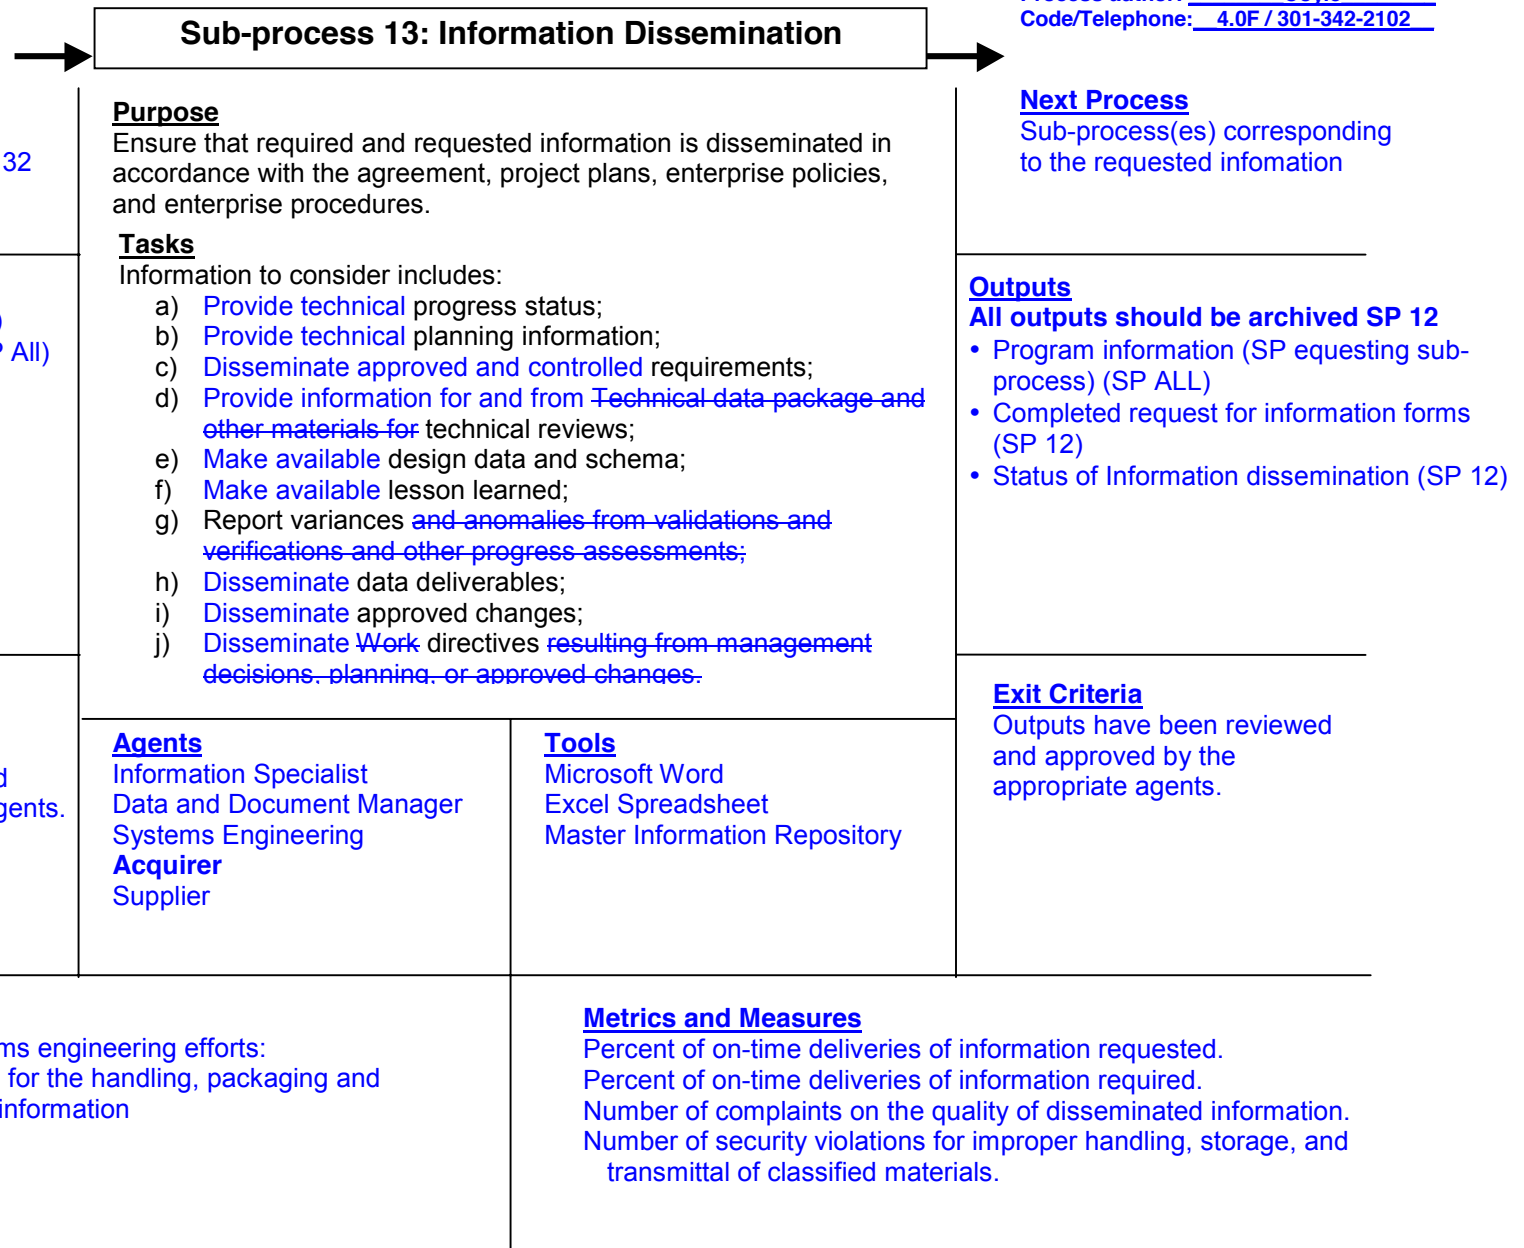 Code/Telephone:__4.0F / 301-342-2102__
Sub-process 13: Information Dissemination
32
All)
gents.
Purpose
Ensure that required and requested information is disseminated in
accordance with the agreement, project plans, enterprise policies,
and enterprise procedures.
Tasks
Information to consider includes:
a) Provide technical progress status;
b) Provide technical planning information;
c) Disseminate approved and controlled requirements;
d) Provide information for and from Technical data package and
other materials for technical reviews;
e) Make available design data and schema;
f) Make available lesson learned;
g) Report variances and anomalies from validations and
verifications and other progress assessments;
h) Disseminate data deliverables;
i) Disseminate approved changes;
j) Disseminate Work directives resulting from management
decisions, planning, or approved changes.
Next Process
Sub-process(es) corresponding
to the requested infomation
Outputs
All outputs should be archived SP 12
• Program information (SP equesting sub-
process) (SP ALL)
• Completed request for information forms
(SP 12)
• Status of Information dissemination (SP 12)
Exit Criteria
Outputs have been reviewed
and approved by the
appropriate agents.
Agents
Information Specialist
Data and Document Manager
Systems Engineering
Acquirer
Supplier
Tools
Microsoft Word
Excel Spreadsheet
Master Information Repository
ms engineering efforts:
for the handling, packaging and
information
Metrics and Measures
Percent of on-time deliveries of information requested.
Percent of on-time deliveries of information required.
Number of complaints on the quality of disseminated information.
Number of security violations for improper handling, storage, and
transmittal of classified materials.